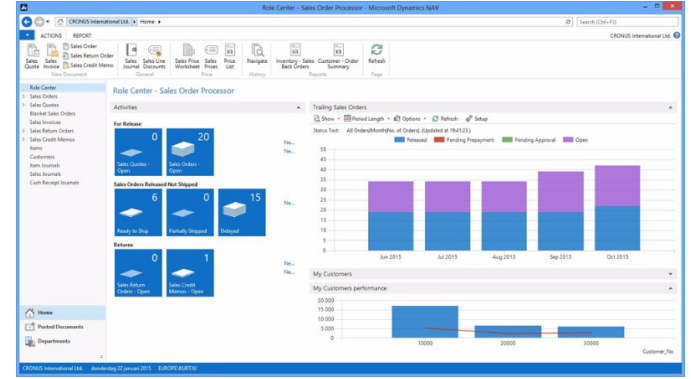 Role Center - Sales Order Processor - Microsoft Dynamics NAV
CRONUS International Ltd. Home
Search (Ctrl+F3)
ACTIONS REPORT
CRONUS International Ltd.
Sales Quote
Sales Invoice
Sales Order
Sales Return Order
Sales Credit Memo
New Document
Sales Journal
Sales Line Discounts
General
Sales Price Worksheet
Sales Prices
Price List
Price
Navigate
History
Inventory - Sales Back Orders
Customer - Order Summary
Reports
Refresh
Page
Role Center
Sales Orders
Sales Quotes
Blanket Sales Orders
Sales Invoices
Sales Return Orders
Sales Credit Memos
Items
Customers
Item Journals
Sales Journals
Cash Receipt Journals
Home
Posted Documents
Departments
Role Center - Sales Order Processor
Activities
For Release
0
Sales Quotes - Open
20
Sales Orders - Open
Ne...
Ne...
Sales Orders Released Not Shipped
6
Ready to Ship
0
Partially Shipped
15
Delayed
Na...
Returns
0
Sales Return Orders - Open
1
Sales Credit Memos - Open
Ne...
Ne...
Trailing Sales Orders
Show Period Length Options Refresh Setup
Status Text: All Orders|Month|No. of Orders|. (Updated at 19:41:23.)
Released Pending Prepayment Pending Approval Open
50
45
40
35
30
25
20
15
10
5
0
Jun 2015 Jul 2015 Aug 2015 Sep 2015 Oct 2015
My Customers
My Customers performance
20 000
15 000
10 000
5 000
0
10000 20000 30000
Customer_No
CRONUS International Ltd. donderdag 22 januari 2015 EUROPE\KURTJU